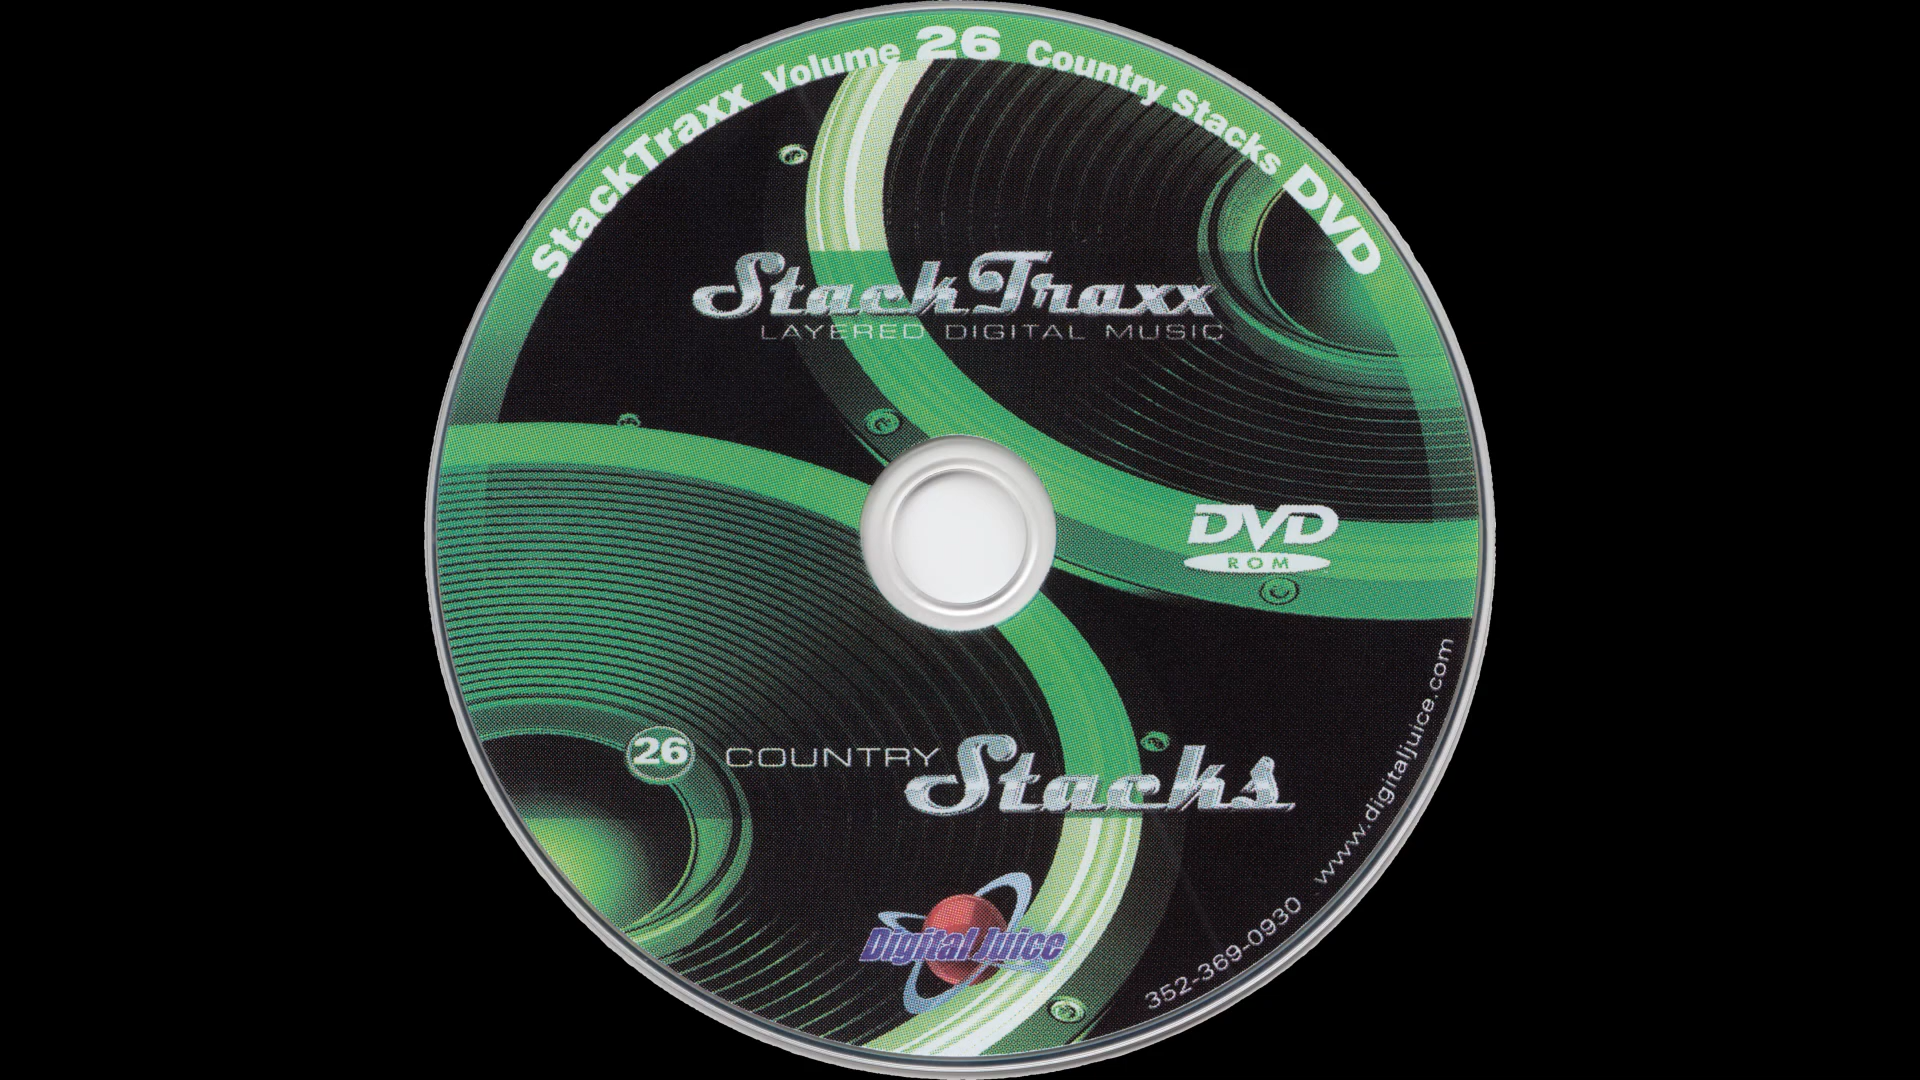 StackTraxx Volume 26 Country Stacks DVD
StackTraxx
LAYERED DIGITAL MUSIC
DVD
ROM
26 COUNTRY Stacks
Digital Juice
352-369-0930 www.digitaljuice.com